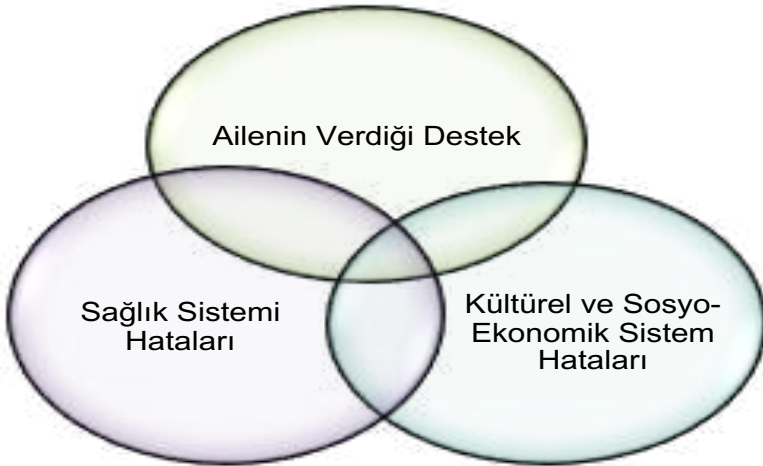 Ailenin Verdiği Destek
Sağlık Sistemi
Hataları
Kültürel ve Sosyo-
Ekonomik Sistem
Hataları